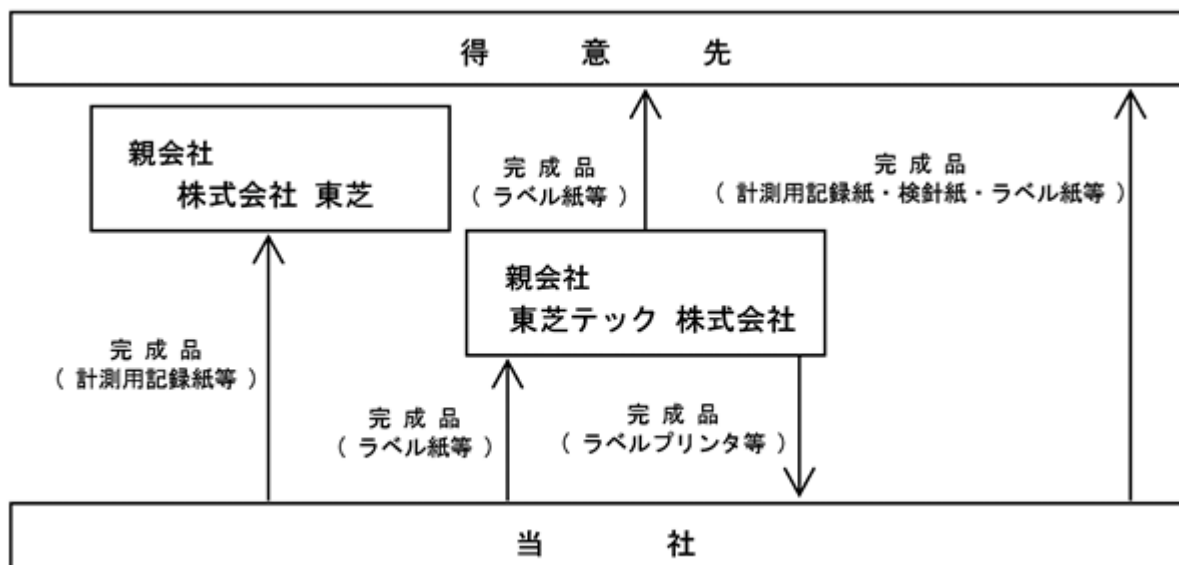 得意先
親会社
株式会社 東芝
完成品
(ラベル紙等)
完成品
(計測用記録紙・検針紙・ラベル紙等)
親会社
東芝テック 株式会社
完成品
(計測用記録紙等)
完成品
(ラベル紙等)
完成品
(ラベルプリンタ等)
当社